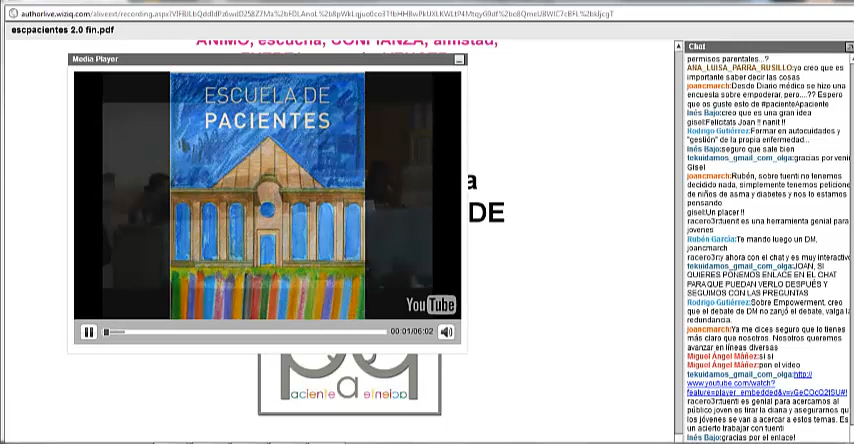 authorlive.wiziq.com/aliveext/recording.aspx?
escpacientes 2.0 fin.pdf
ANIMO, escucha, CONFIANZA, amistad,
Media Player
ESCUELA DE
PACIENTES
a
DE
YouTube
00:01/06:02
aciente
Chat
permisos parentales...?
ANA_LUISA_PARRA_RUSILLO:yo creo que es
importante saber decir las cosas
joancmarch:Desde Diario médico se hizo una
encuesta sobre empoderar, pero....?? Espero
que os guste esto de #pacienteApaciente
Inés Bajo:creo que es una gran idea
gisel:Felicitats Joan !! nanit !!
Rodrigo Gutiérrez:Formar en autocuidados y
"gestión" de la propia enfermedad...
Inés Bajo:seguro que sale bien
tekuidamos_gmail_com_olga:gracias por veni
Gisel
joancmarch:Rubén, sobre tuenti no tenemos
decidido nada, simplemente tenemos peticione
de niños de asma y diabetes y nos lo estamos
pensando
gisel:Un placer !!
racero3r:tuenti es una herramienta genial para
jovenes
Rubén García:Te mando luego un DM,
joancmarch
racero3r:y ahora con el chat y es muy interactiv
tekuidamos_gmail_com_olga:JOAN, SI
QUIERES PONEMOS ENLACE EN EL CHAT
PARA QUE PUEDAN VERLO DESPUÉS Y
SEGUIMOS CON LAS PREGUNTAS
Rodrigo Gutiérrez:Sobre Empowerment, creo
que el debate de DM no zanjó el debate, valga l
redundancia.
joancmarch:Ya me dices seguro que lo tienes
más claro que nosotros. Nosotros queremos
avanzar en líneas diversas
Miguel Ángel Máñez:si si
Miguel Ángel Máñez:pon el video
tekuidamos_gmail_com_olga:http://
www.youtube.com/watch?
racero3r:tuenti es genial para acercarnos al
público joven es tirar la diana y asegurarnos qu
los jóvenes se van a acercar a estos temas. Es
un acierto trabajar con tuenti
Inés Bajo:gracias por el enlace!